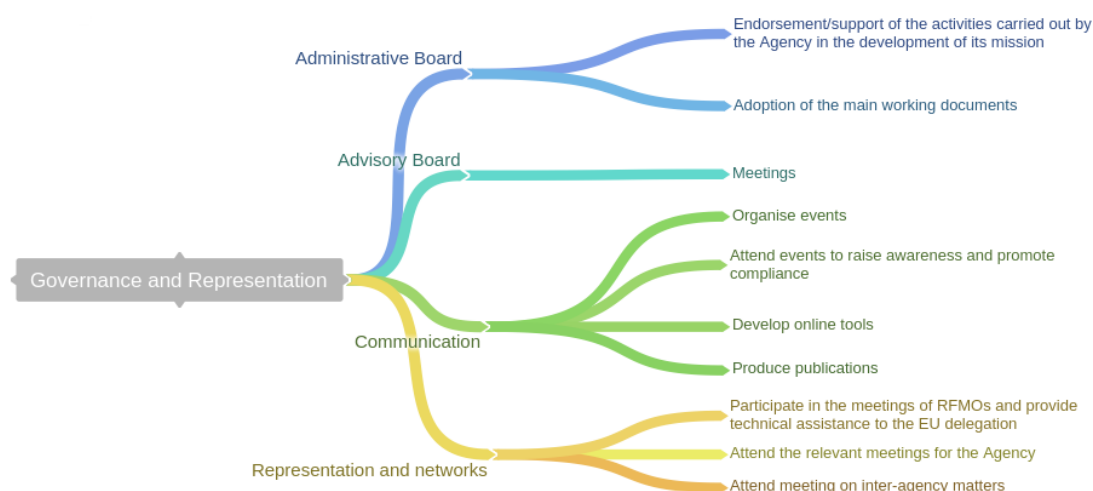 Governance and Representation
Administrative Board
Endorsement/support of the activities carried out by
the Agency in the development of its mission
Adoption of the main working documents
Advisory Board
Meetings
Communication
Organise events
Attend events to raise awareness and promote
compliance
Develop online tools
Produce publications
Representation and networks
Participate in the meetings of RFMOs and provide
technical assistance to the EU delegation
Attend the relevant meetings for the Agency
Attend meeting on inter-agency matters